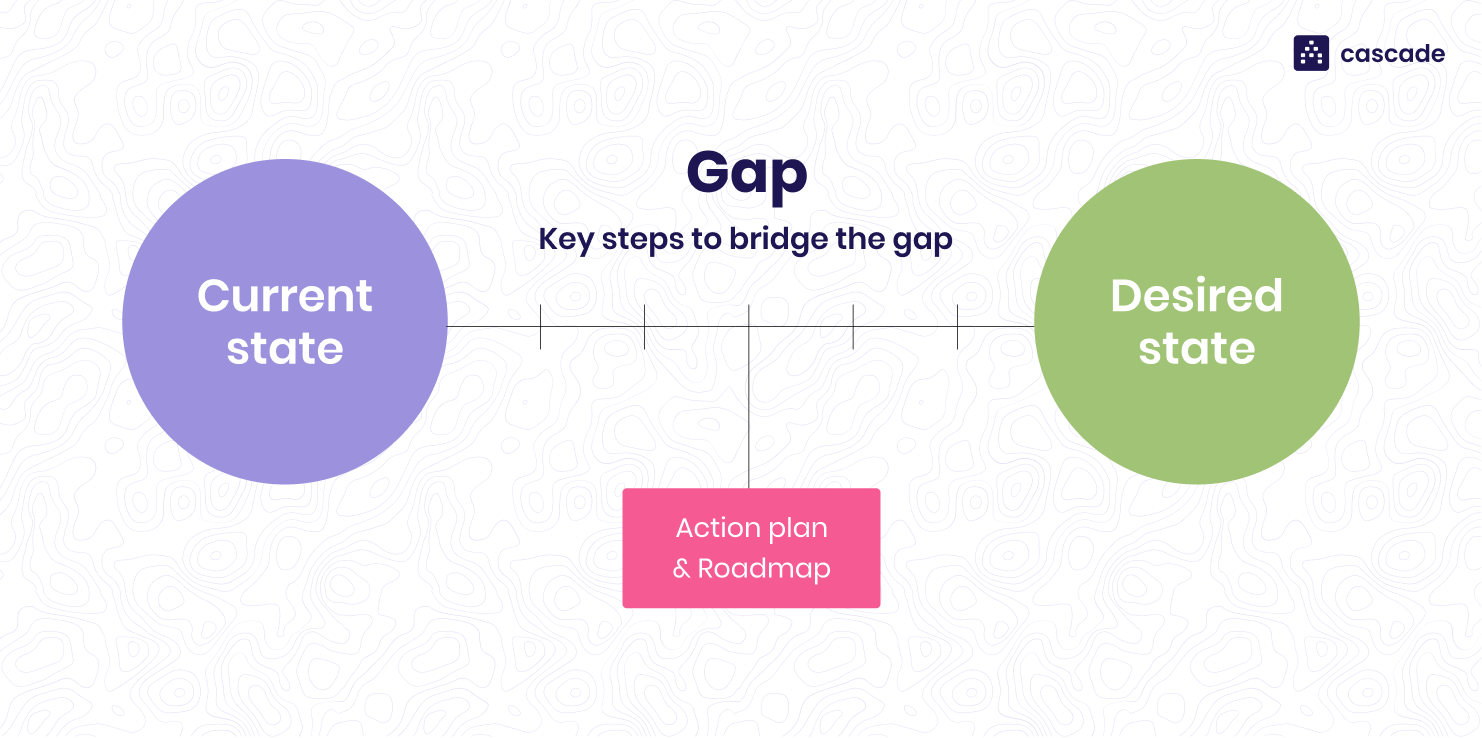 cascade
Gap
Key steps to bridge the gap
Current
state
Desired
state
Action plan
& Roadmap